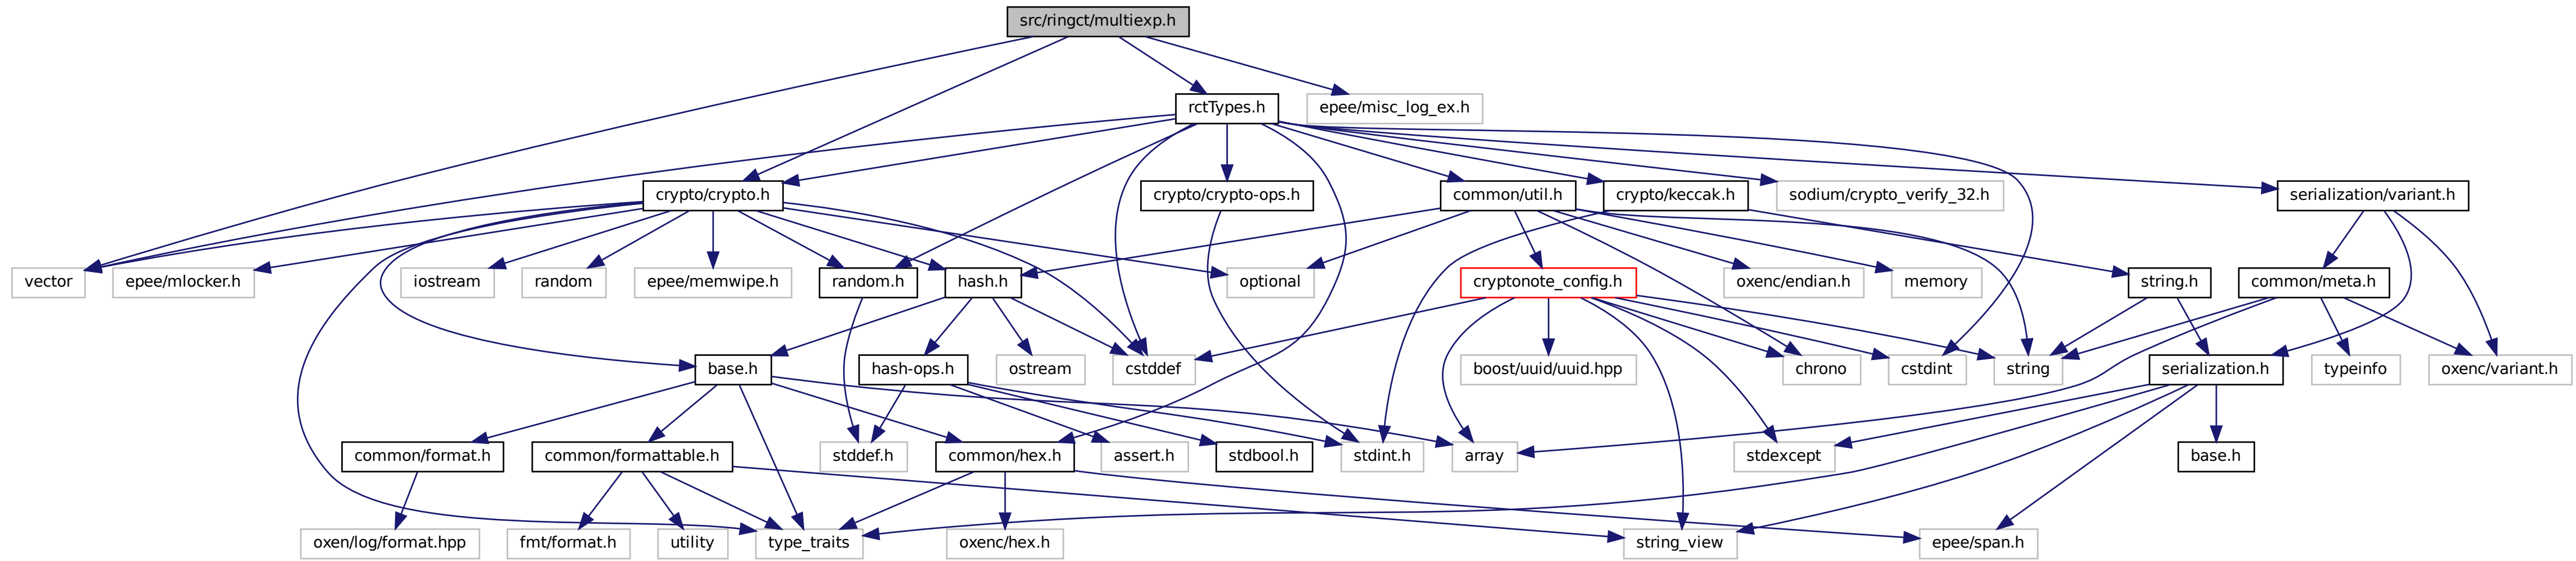 src/ringct/multiexp.h
rctTypes.h
epee/misc_log_ex.h
crypto/crypto.h
crypto/crypto-ops.h
common/util.h
crypto/keccak.h
sodium/crypto_verify_32.h
serialization/variant.h
vector
epee/mlocker.h
iostream
random
epee/memwipe.h
random.h
hash.h
optional
cryptonote_config.h
oxenc/endian.h
memory
string.h
common/meta.h
base.h
hash-ops.h
ostream
cstddef
boost/uuid/uuid.hpp
chrono
cstdint
string
serialization.h
typeinfo
oxenc/variant.h
common/format.h
common/formattable.h
stddef.h
common/hex.h
assert.h
stdbool.h
stdint.h
array
stdexcept
base.h
oxen/log/format.hpp
fmt/format.h
utility
type_traits
oxenc/hex.h
string_view
epee/span.h